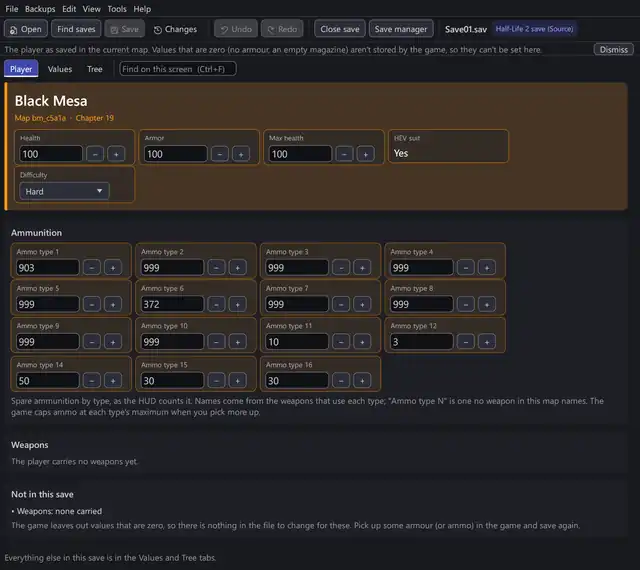 File Backups Edit View Tools Help
Open Find saves Save Changes Undo Redo Close save Save manager Save01.sav Half-Life 2 save (Source)
The player as saved in the current map. Values that are zero (no armour, an empty magazine) aren't stored by the game, so they can't be set here. Dismiss
Player Values Tree Find on this screen (Ctrl+F)
Black Mesa
Map bm_c5a1a · Chapter 19
Health Armor Max health HEV suit
100 − + 100 − + 100 − + Yes
Difficulty
Hard
Ammunition
Ammo type 1 Ammo type 2 Ammo type 3 Ammo type 4
903 − + 999 − + 999 − + 999 − +
Ammo type 5 Ammo type 6 Ammo type 7 Ammo type 8
999 − + 372 − + 999 − + 999 − +
Ammo type 9 Ammo type 10 Ammo type 11 Ammo type 12
999 − + 999 − + 10 − + 3 − +
Ammo type 14 Ammo type 15 Ammo type 16
50 − + 30 − + 30 − +
Spare ammunition by type, as the HUD counts it. Names come from the weapons that use each type; "Ammo type N" is one no weapon in this map names. The
game caps ammo at each type's maximum when you pick more up.
Weapons
The player carries no weapons yet.
Not in this save
• Weapons: none carried
The game leaves out values that are zero, so there is nothing in the file to change for these. Pick up some armour (or ammo) in the game and save again.
Everything else in this save is in the Values and Tree tabs.